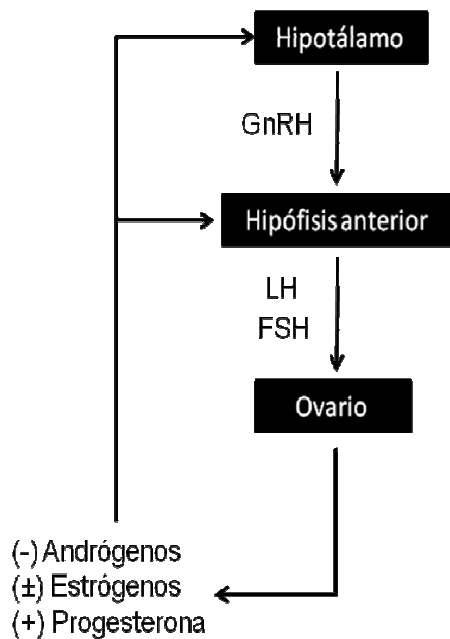 Hipotálamo
GnRH
Hipófisis anterior
LH
FSH
Ovario
(-) Andrógenos
(±) Estrógenos
(+) Progesterona